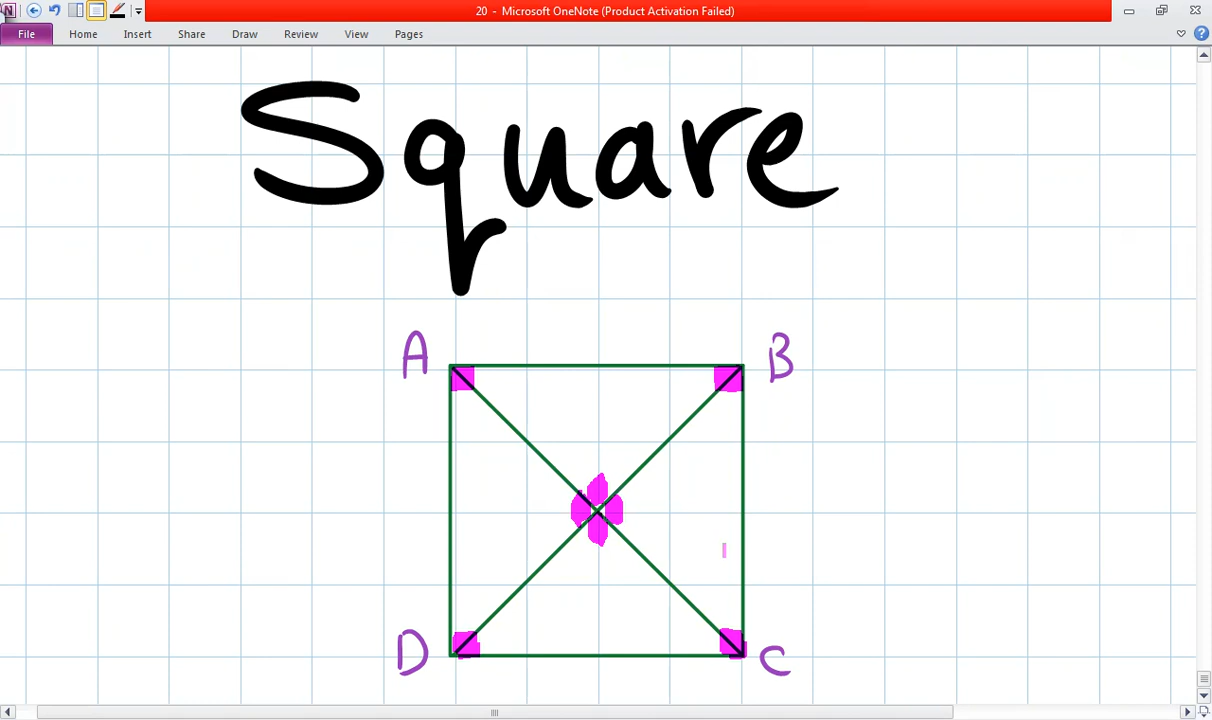 20 - Microsoft OneNote (Product Activation Failed)
File Home Insert Share Draw Review View Pages
Square
A B
D C